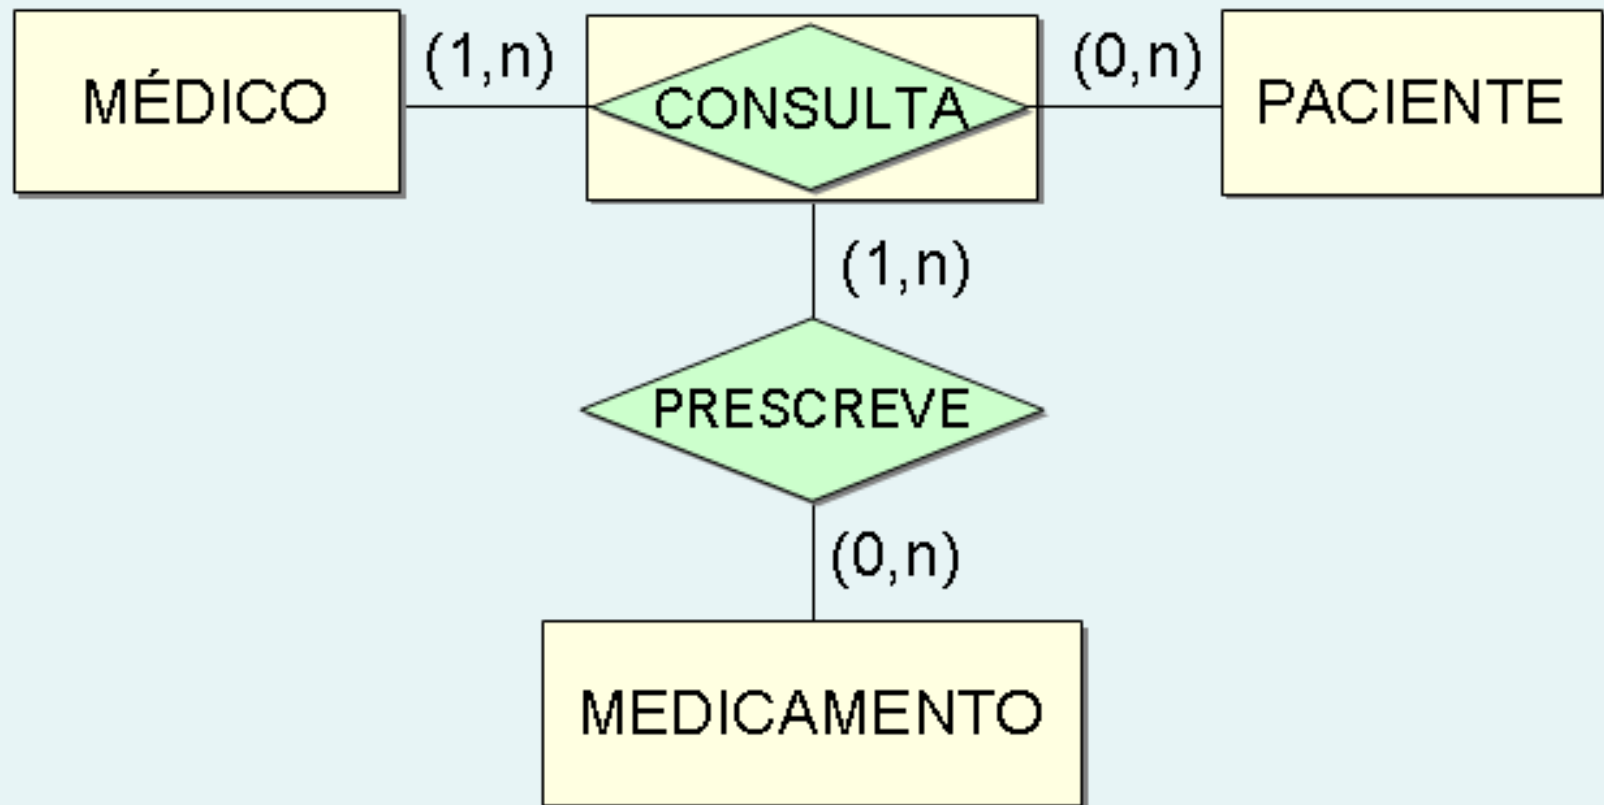 MÉDICO
(1,n)
CONSULTA
(0,n)
PACIENTE
(1,n)
PRESCREVE
(0,n)
MEDICAMENTO